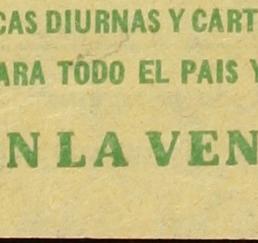 CAS DIURNAS Y CART
ARA TODO EL PAIS Y
N LA VEN